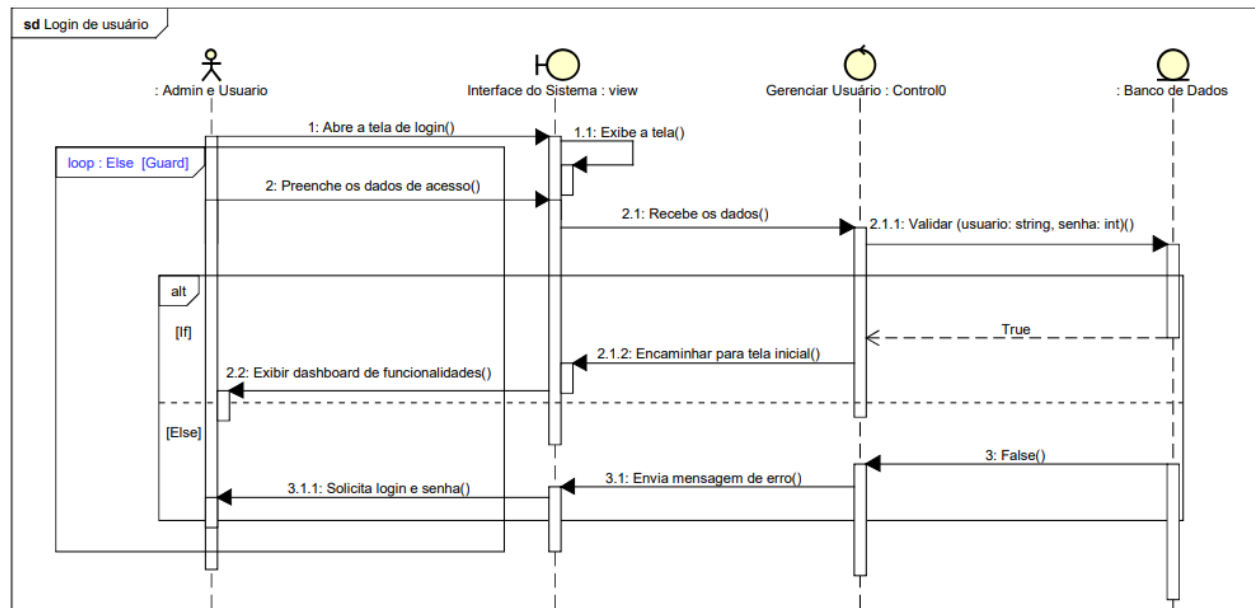 sd Login de usuário
: Admin e Usuario
Interface do Sistema : view
Gerenciar Usuário : Control0
: Banco de Dados
1: Abre a tela de login()
1.1: Exibe a tela()
loop : Else [Guard]
2: Preenche os dados de acesso()
2.1: Recebe os dados()
2.1.1: Validar (usuario: string, senha: int)()
alt
[If]
True
2.1.2: Encaminhar para tela inicial()
2.2: Exibir dashboard de funcionalidades()
[Else]
3: False()
3.1: Envia mensagem de erro()
3.1.1: Solicita login e senha()